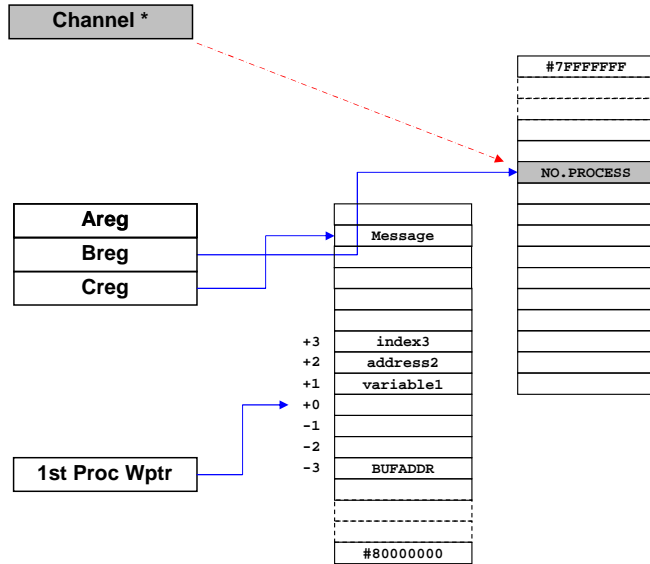 Channel *
#7FFFFFFF
NO.PROCESS
Areg
Breg
Creg
Message
+3 index3
+2 address2
+1 variable1
+0
-1
-2
-3 BUFADDR
1st Proc Wptr
#80000000